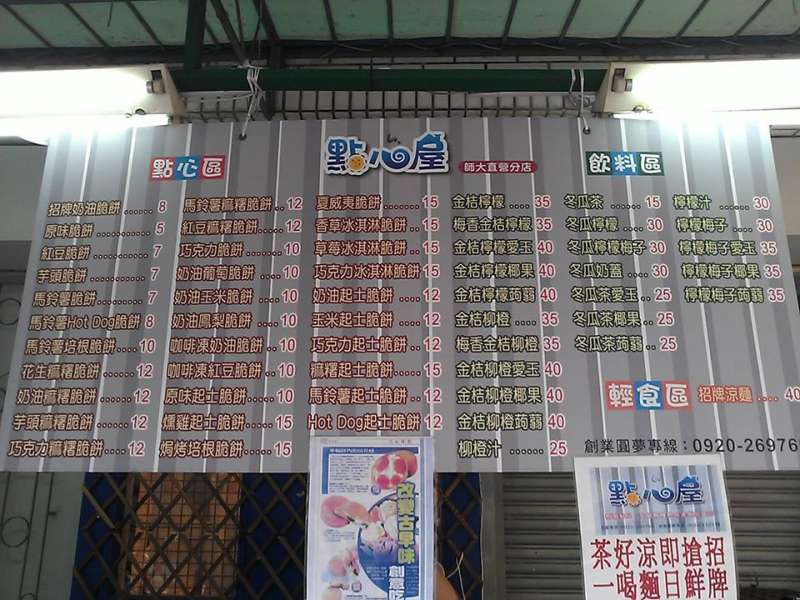 點心屋 師大直營分店
點心區
招牌奶油脆餅 ...... 8
原味脆餅 ............ 5
紅豆脆餅 ............ 7
芋頭脆餅 ............ 7
馬鈴薯脆餅 ......... 7
馬鈴薯Hot Dog脆餅 8
馬鈴薯培根脆餅 .... 10
花生麻糬脆餅 ...... 12
奶油麻糬脆餅 ...... 12
芋頭麻糬脆餅 ...... 12
巧克力麻糬脆餅 ... 12
馬鈴薯麻糬脆餅 .. 12
紅豆麻糬脆餅 ..... 12
巧克力脆餅 ........ 10
奶油葡萄脆餅 .... 10
奶油玉米脆餅 .... 10
奶油鳳梨脆餅 .... 10
咖啡凍奶油脆餅 .. 10
咖啡凍紅豆脆餅 .. 10
原味起士脆餅 ..... 10
燻雞起士脆餅 ..... 15
焗烤培根脆餅 ..... 15
夏威夷脆餅 ........ 15
香草冰淇淋脆餅 ... 15
草莓冰淇淋脆餅 ... 15
巧克力冰淇淋脆餅 15
奶油起士脆餅 .... 12
玉米起士脆餅 .... 12
巧克力起士脆餅 .. 12
麻糬起士脆餅 ..... 12
馬鈴薯起士脆餅 .. 12
Hot Dog起士脆餅 12
飲料區
金桔檸檬 .... 35
梅香金桔檸檬 35
金桔檸檬愛玉 40
金桔檸檬椰果 40
金桔檸檬蒟蒻 40
金桔柳橙 .... 35
梅香金桔柳橙 35
金桔柳橙愛玉 40
金桔柳橙椰果 40
金桔柳橙蒟蒻 40
柳橙汁 ...... 25
冬瓜茶 ...... 15
冬瓜檸檬 .... 30
冬瓜檸檬梅子 30
冬瓜奶蓋 .... 30
冬瓜茶愛玉 .. 25
冬瓜茶椰果 .. 25
冬瓜茶蒟蒻 .. 25
檸檬汁 ..... 30
檸檬梅子 .... 30
檸檬梅子愛玉 35
檸檬梅子椰果 35
檸檬梅子蒟蒻 35
輕食區 招牌涼麵 .... 40
創業圓夢專線：0920-26976
改變古早味
創意
點心屋
招牌
搶鮮
即日
涼麵
好喝
茶一